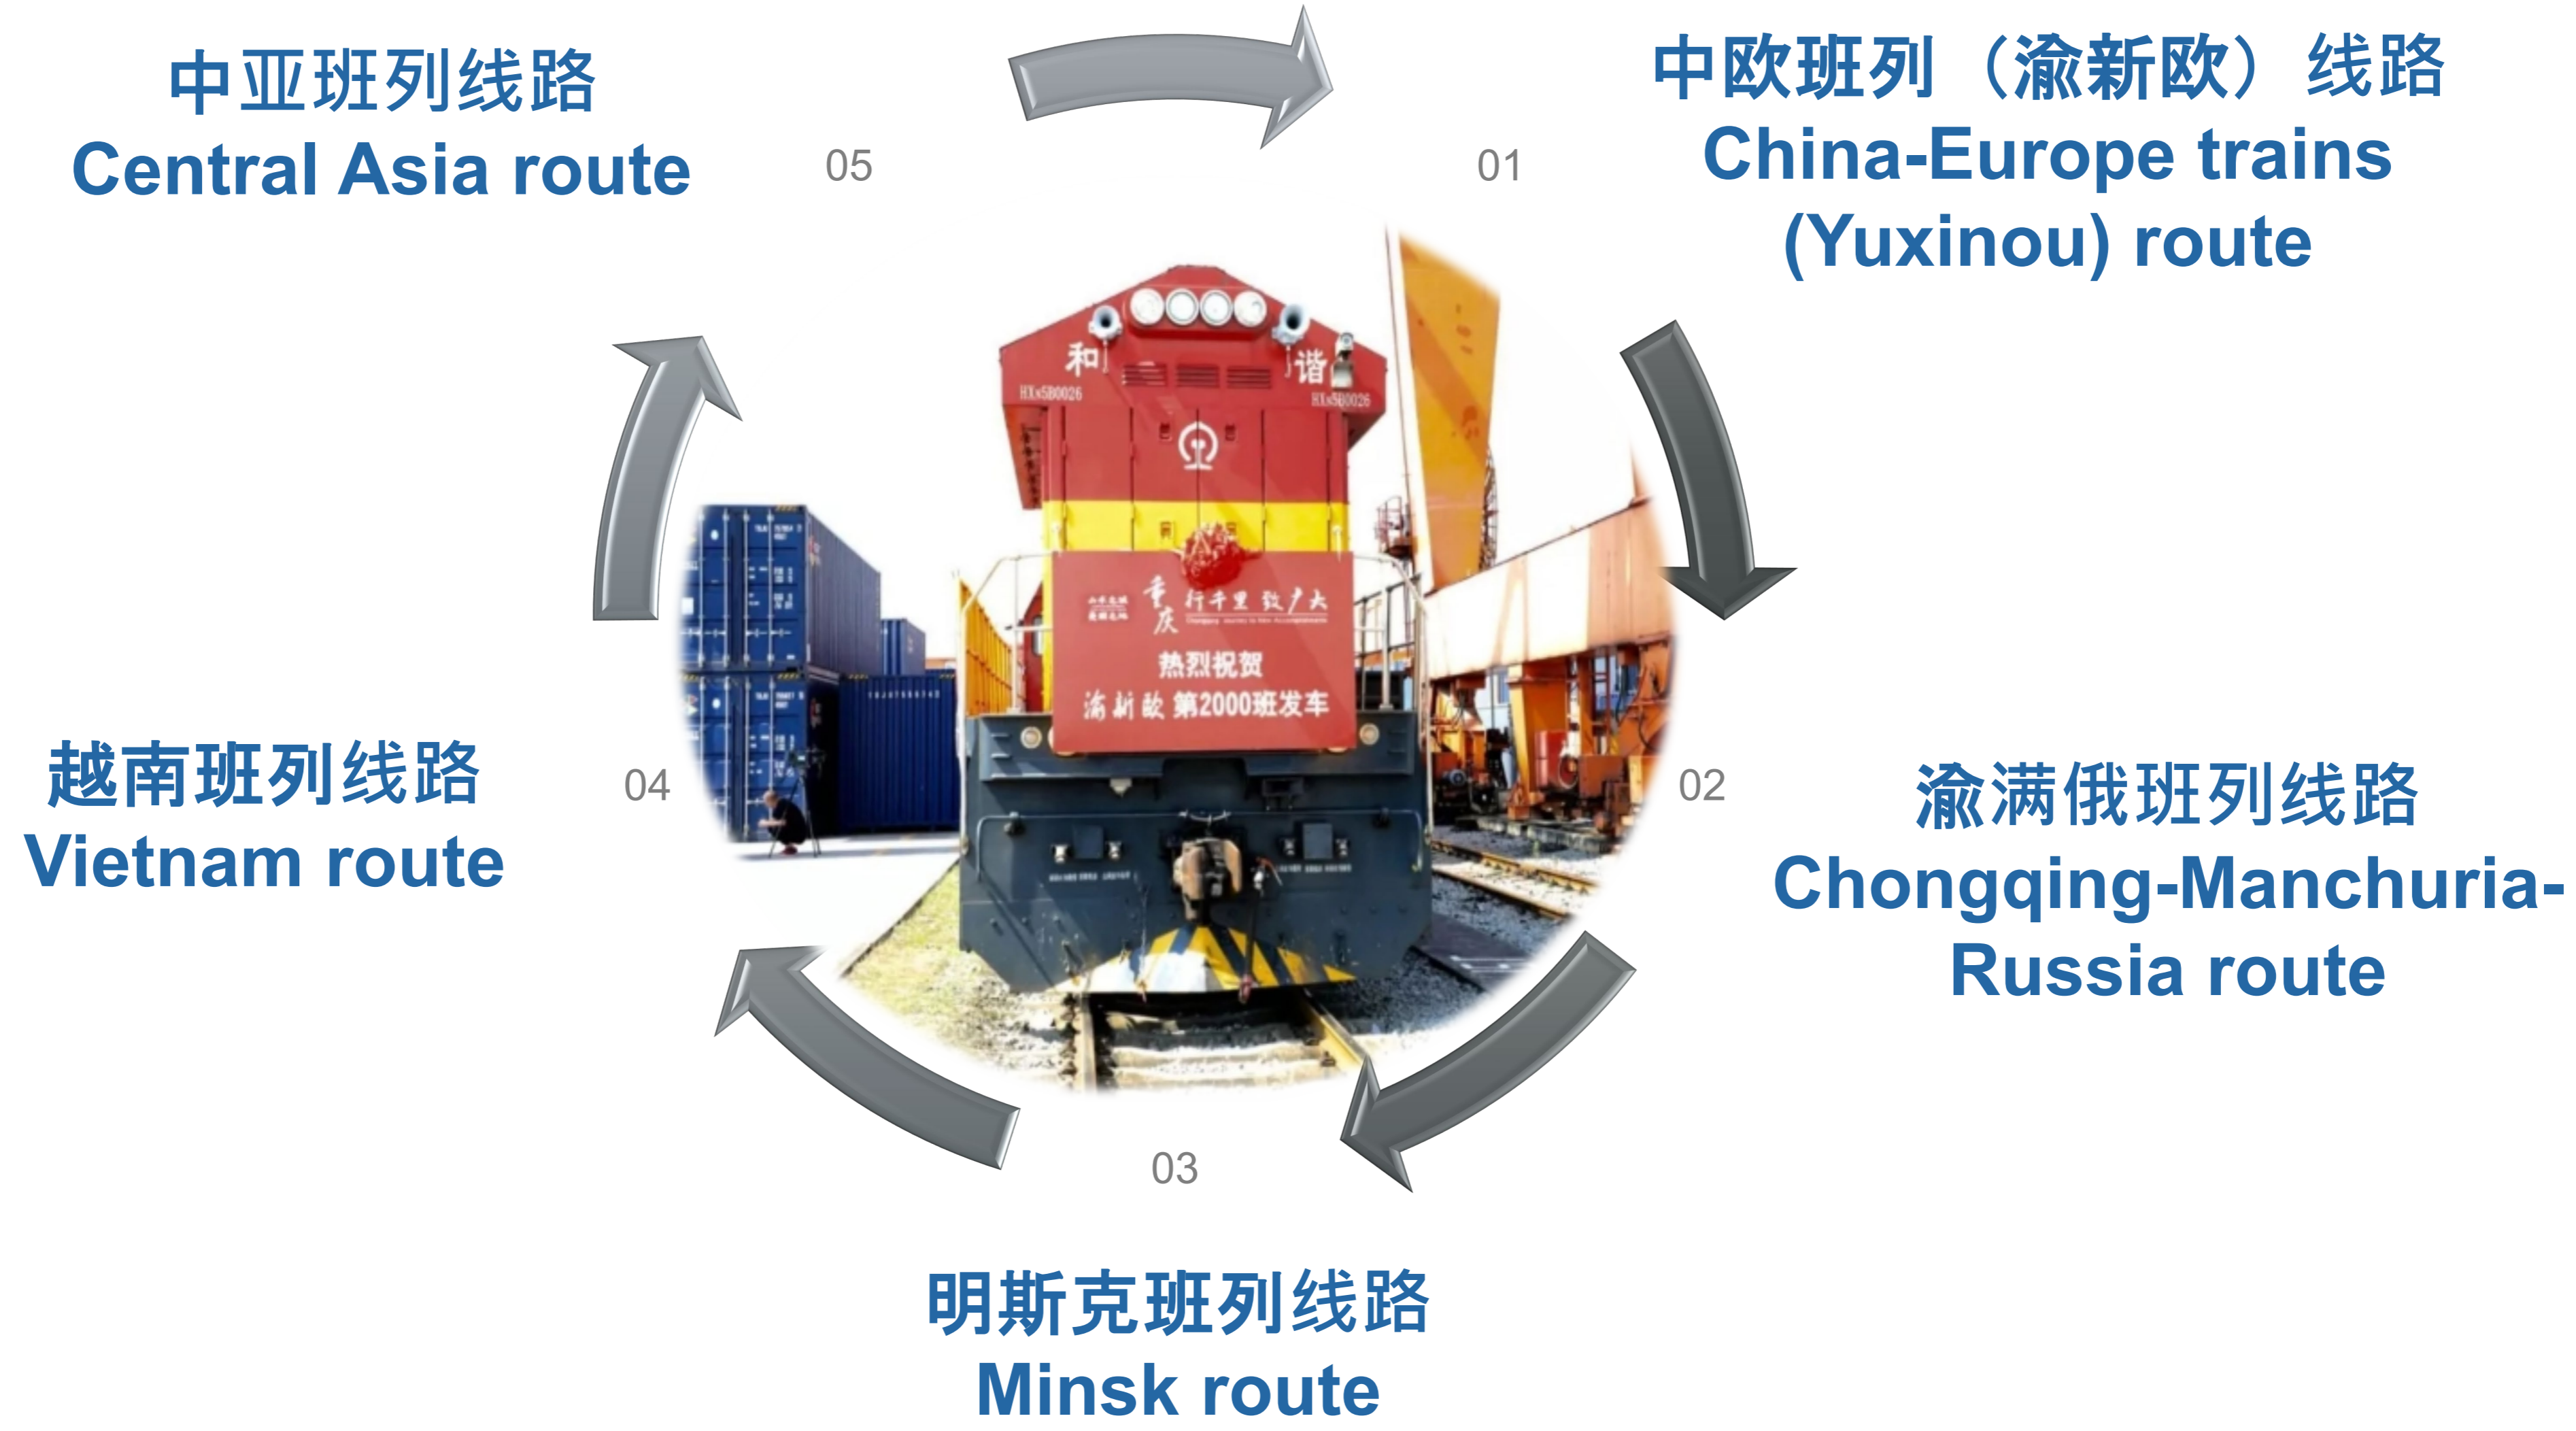 中欧班列（渝新欧）线路
China-Europe trains
(Yuxinou) route
01
渝满俄班列线路
Chongqing-Manchuria-
Russia route
02
明斯克班列线路
Minsk route
03
越南班列线路
Vietnam route
04
中亚班列线路
Central Asia route
05
和 谐
HXN5B0026 HXN5B0026
重庆 行千里 致广大
热烈祝贺
渝新欧 第2000班发车